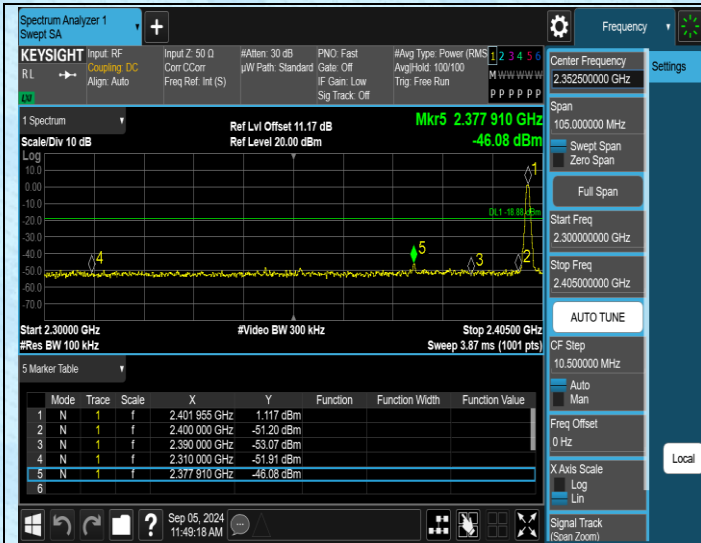 Spectrum Analyzer 1
Swept SA
+
Frequency
KEYSIGHT
RL
LXI
Input: RF
Coupling: DC
Align: Auto
Input Z: 50 Ω
Corr CCorr
Freq Ref: Int (S)
#Atten: 30 dB
µW Path: Standard
PNO: Fast
Gate: Off
IF Gain: Low
Sig Track: Off
#Avg Type: Power (RMS
Avg|Hold: 100/100
Trig: Free Run
1 2 3 4 5 6
M W W W W W
P P P P P P
1 Spectrum
Scale/Div 10 dB
Ref Lvl Offset 11.17 dB
Ref Level 20.00 dBm
Mkr5 2.377 910 GHz
-46.08 dBm
Log
10.0
0.00
-10.0
-20.0
-30.0
-40.0
-50.0
-60.0
-70.0
DL1 -18.88 dBm
1
2
3
4
5
Start 2.30000 GHz
#Video BW 300 kHz
Stop 2.40500 GHz
#Res BW 100 kHz
Sweep 3.87 ms (1001 pts)
5 Marker Table
Mode Trace Scale X Y Function Function Width Function Value
1 N 1 f 2.401 955 GHz 1.117 dBm
2 N 1 f 2.400 000 GHz -51.20 dBm
3 N 1 f 2.390 000 GHz -53.07 dBm
4 N 1 f 2.310 000 GHz -51.91 dBm
5 N 1 f 2.377 910 GHz -46.08 dBm
6
?
Sep 05, 2024
11:49:18 AM
Center Frequency
2.352500000 GHz
Span
105.000000 MHz
Swept Span
Zero Span
Full Span
Start Freq
2.300000000 GHz
Stop Freq
2.405000000 GHz
AUTO TUNE
CF Step
10.500000 MHz
Auto
Man
Freq Offset
0 Hz
X Axis Scale
Log
Lin
Signal Track
(Span Zoom)
Settings
Local